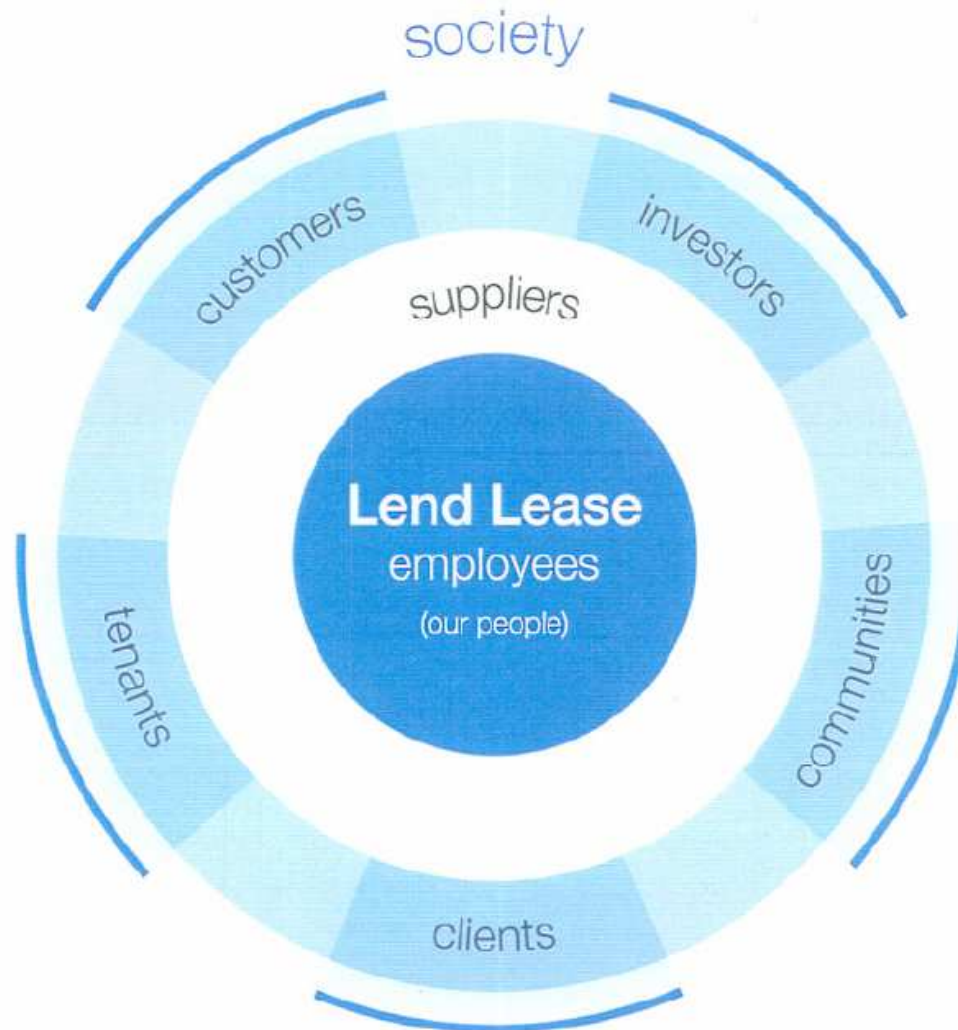 society
customers
investors
suppliers
Lend Lease
employees
(our people)
tenants
communities
clients